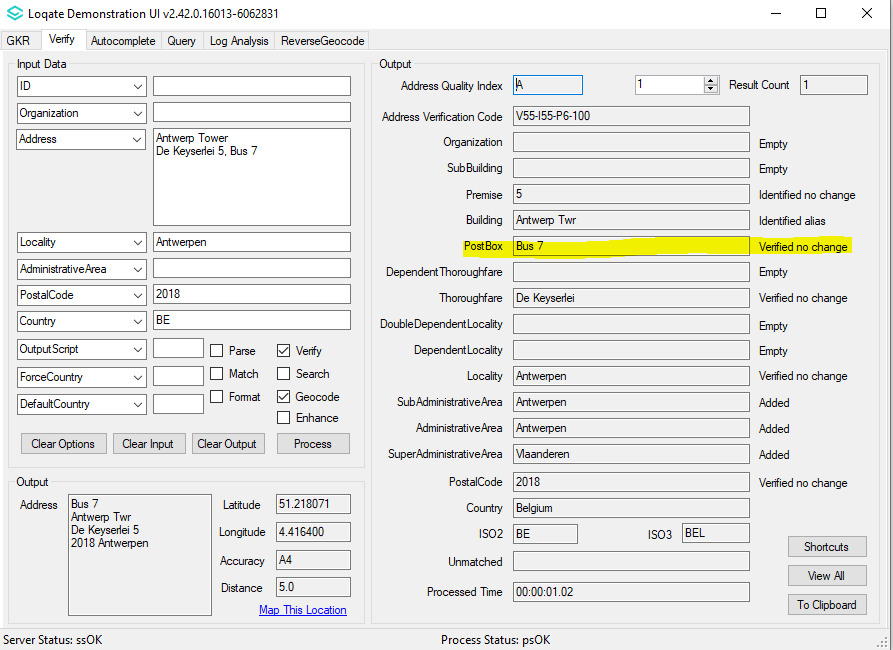 Loqate Demonstration UI v2.42.0.16013-6062831
GKR Verify Autocomplete Query Log Analysis ReverseGeocode
Input Data
ID
Organization
Address
Antwerp Tower
De Keyserlei 5, Bus 7
Locality Antwerpen
AdministrativeArea
PostalCode 2018
Country BE
OutputScript Parse Verify
ForceCountry Match Search
DefaultCountry Format Geocode
Enhance
Clear Options Clear Input Clear Output Process
Output
Address
Bus 7
Antwerp Twr
De Keyserlei 5
2018 Antwerpen
Latitude 51.218071
Longitude 4.416400
Accuracy A4
Distance 5.0
Map This Location
Output
Address Quality Index A 1 Result Count 1
Address Verification Code V55-I55-P6-100
Organization Empty
SubBuilding Empty
Premise 5 Identified no change
Building Antwerp Twr Identified alias
PostBox Bus 7 Verified no change
DependentThoroughfare Empty
Thoroughfare De Keyserlei Verified no change
DoubleDependentLocality Empty
DependentLocality Empty
Locality Antwerpen Verified no change
SubAdministrativeArea Antwerpen Added
AdministrativeArea Antwerpen Added
SuperAdministrativeArea Vlaanderen Added
PostalCode 2018 Verified no change
Country Belgium
ISO2 BE ISO3 BEL
Unmatched
Processed Time 00:00:01.02
Shortcuts
View All
To Clipboard
Server Status: ssOK Process Status: psOK